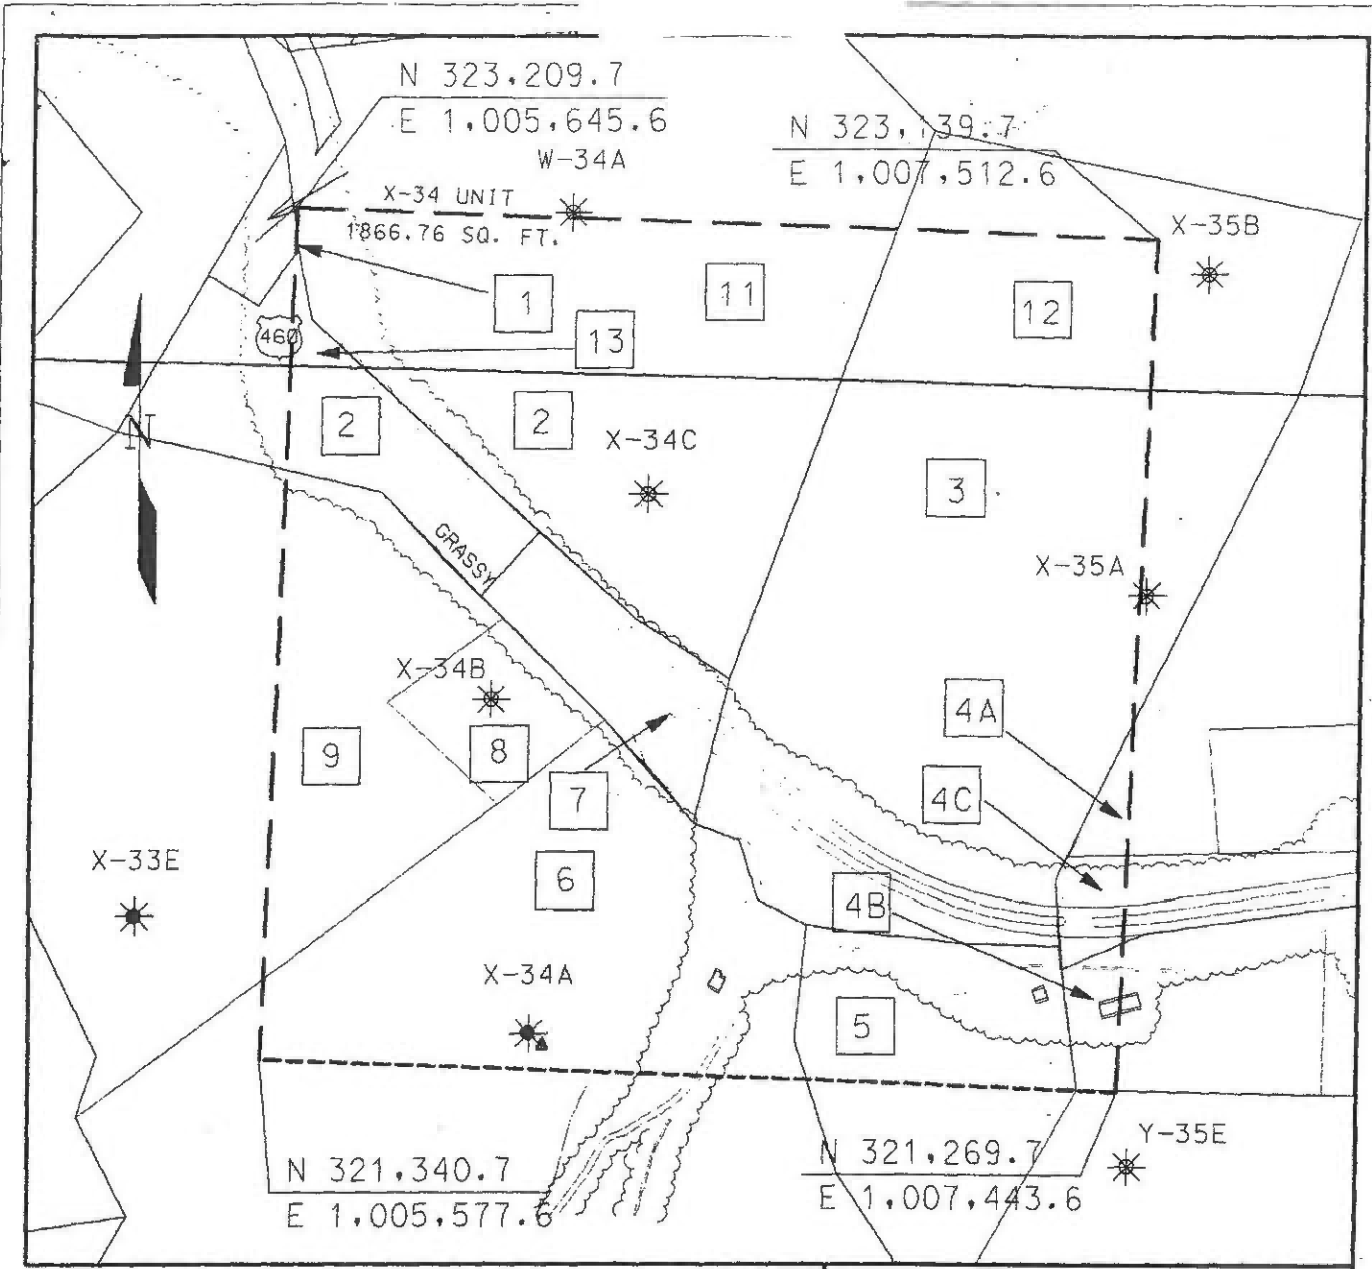 N 323,209.7
E 1,005,645.6
N 323,139.7
E 1,007,512.6
W-34A
X-34 UNIT
1866.76 SQ. FT.
X-35B
1
11
12
13
460
2
2
X-34C
N
3
GRASSY
X-35A
X-34B
4A
9
8
7
4C
X-33E
6
4B
X-34A
5
N 321,340.7
E 1,005,577.6
N 321,269.7
E 1,007,443.6
Y-35E